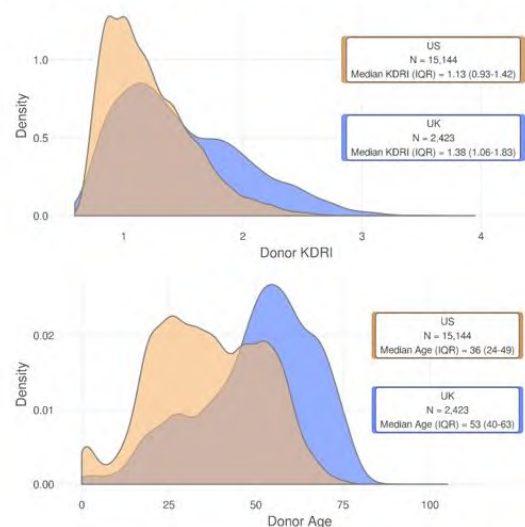 1.0
0.5
0.0
Density
1
2
3
4
Donor KDRI
US
N = 15,144
Median KDRI (IQR) = 1.13 (0.93-1.42)
UK
N = 2,423
Median KDRI (IQR) = 1.38 (1.06-1.83)
0.02
0.01
0.00
Density
0
25
50
75
100
Donor Age
US
N = 15,144
Median Age (IQR) = 36 (24-49)
UK
N = 2,423
Median Age (IQR) = 53 (40-63)